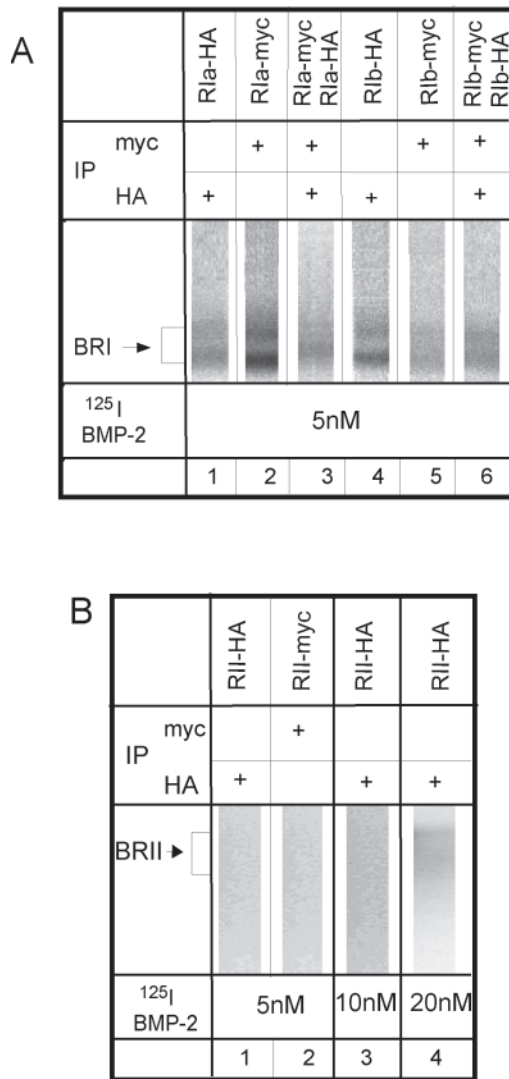 A
RIa-HA RIa-myc RIa-myc RIb-HA RIb-myc RIb-myc
RIa-HA RIb-HA
IP
myc + + + +
HA + + + +
BRI
125I
BMP-2
5nM
1 2 3 4 5 6
B
RII-HA RII-myc RII-HA RII-HA
IP
myc +
HA + + +
BRII
125I
BMP-2
5nM 10nM 20nM
1 2 3 4